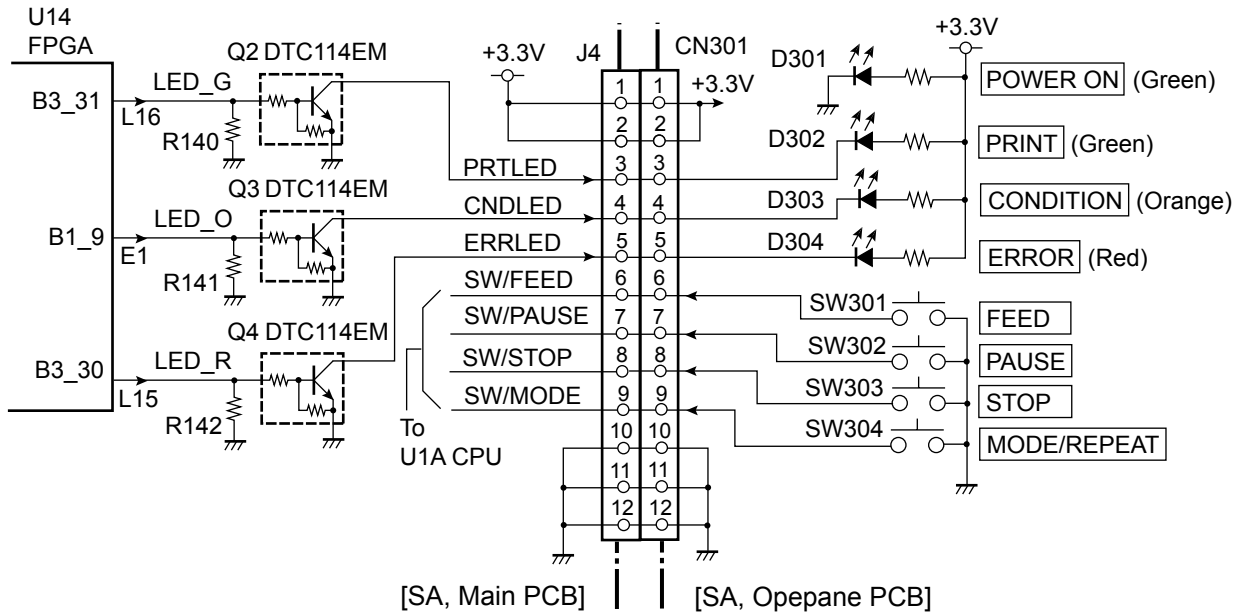 U14
FPGA
B3_31
L16
LED_G
R140
Q2 DTC114EM
B1_9
E1
LED_O
R141
Q3 DTC114EM
B3_30
L15
LED_R
R142
Q4 DTC114EM
+3.3V
J4
CN301
+3.3V
PRTLED
CNDLED
ERRLED
SW/FEED
SW/PAUSE
SW/STOP
SW/MODE
To
U1A CPU
1 1
2 2
3 3
4 4
5 5
6 6
7 7
8 8
9 9
10 10
11 11
12 12
+3.3V
D301
POWER ON (Green)
D302
PRINT (Green)
D303
CONDITION (Orange)
D304
ERROR (Red)
SW301
FEED
SW302
PAUSE
SW303
STOP
SW304
MODE/REPEAT
[SA, Main PCB]
[SA, Opepane PCB]